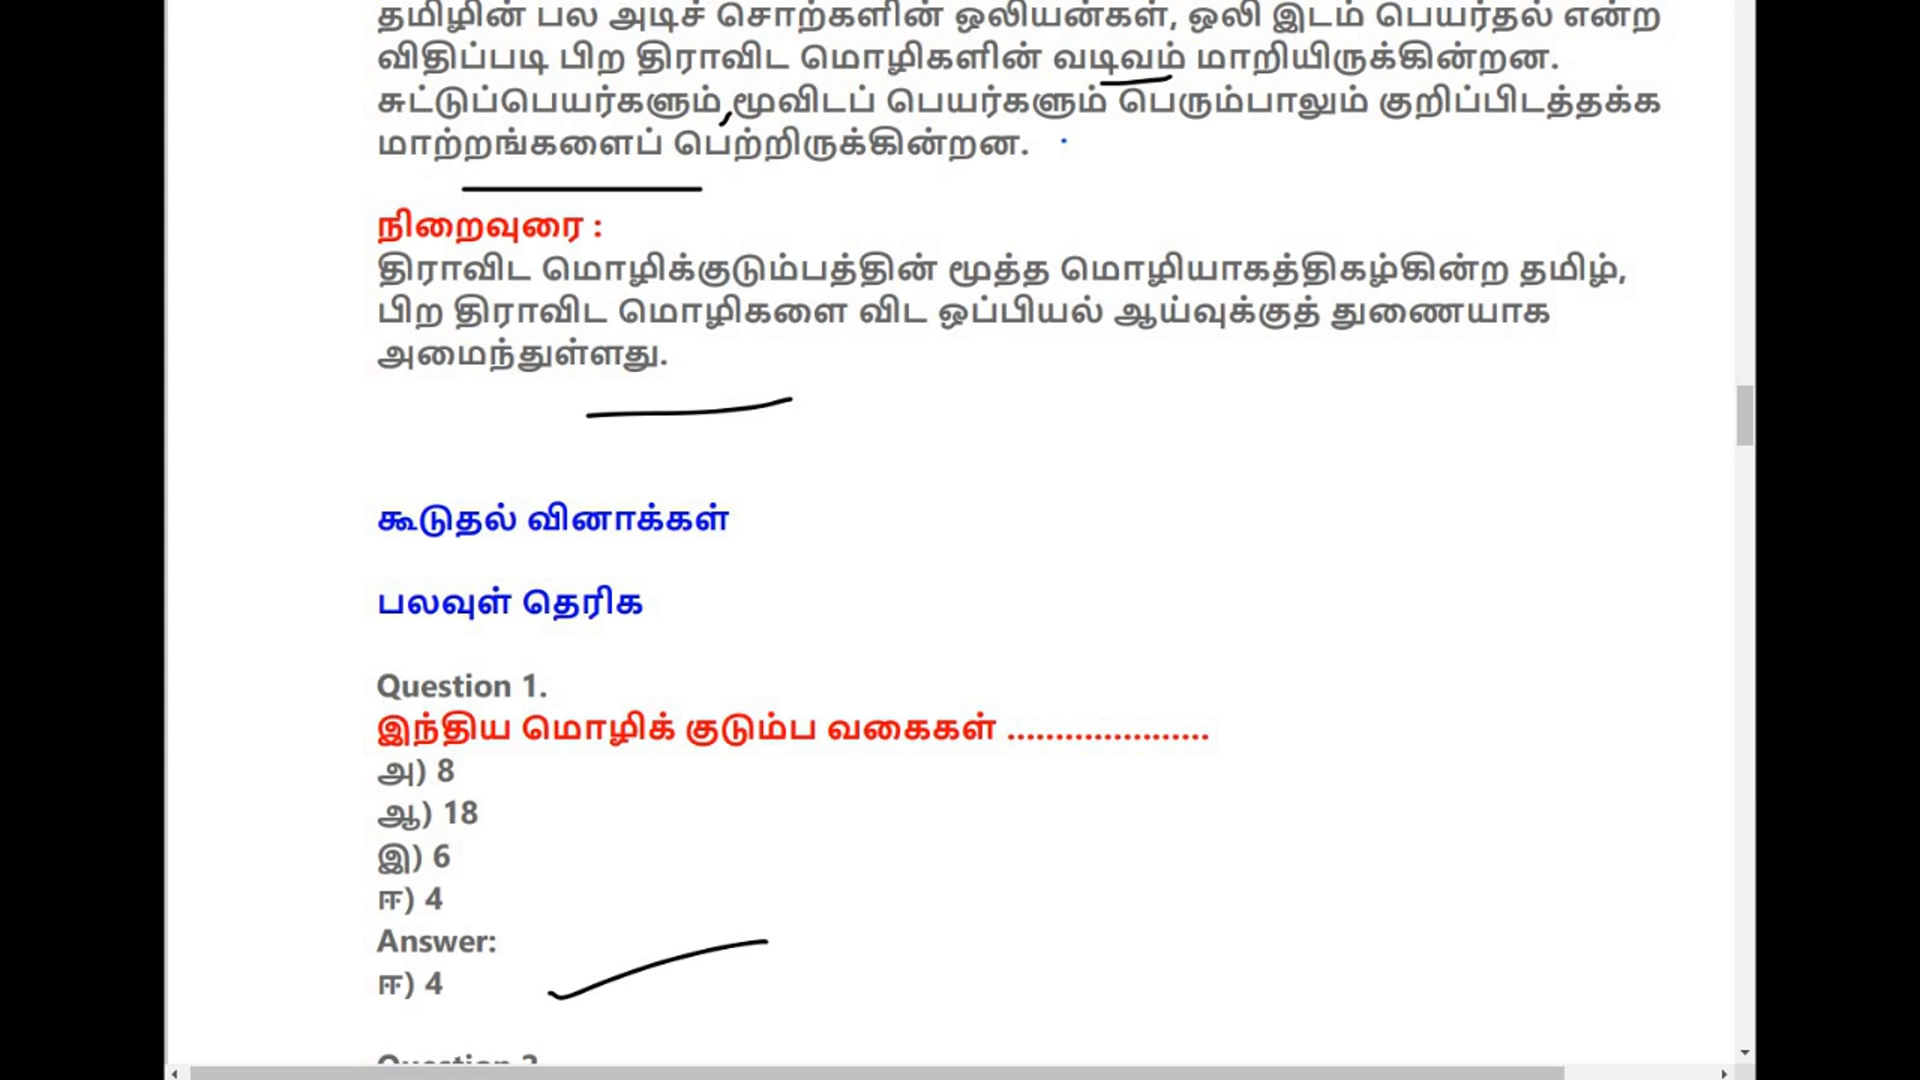 தமிழின் பல அடிச் சொற்களின் ஒலியன்கள், ஒலி இடம் பெயர்தல் என்ற
விதிப்படி பிற திராவிட மொழிகளின் வடிவம் மாறியிருக்கின்றன.
சுட்டுப்பெயர்களும்,மூவிடப் பெயர்களும் பெரும்பாலும் குறிப்பிடத்தக்க
மாற்றங்களைப் பெற்றிருக்கின்றன.
நிறைவுரை :
திராவிட மொழிக்குடும்பத்தின் மூத்த மொழியாகத்திகழ்கின்ற தமிழ்,
பிற திராவிட மொழிகளை விட ஒப்பியல் ஆய்வுக்குத் துணையாக
அமைந்துள்ளது.
கூடுதல் வினாக்கள்
பலவுள் தெரிக
Question 1.
இந்திய மொழிக் குடும்ப வகைகள் .....................
அ) 8
ஆ) 18
இ) 6
ஈ) 4
Answer:
ஈ) 4
Question 2.